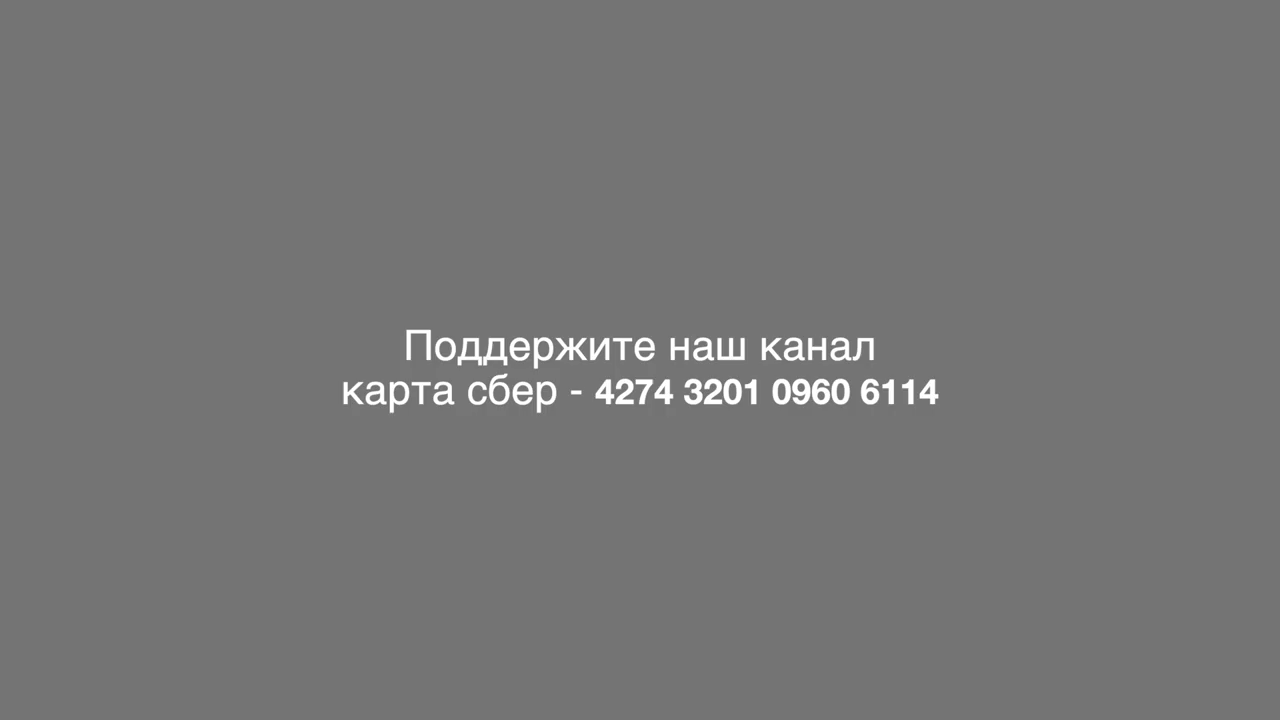 Поддержите наш канал
карта сбер - 4274 3201 0960 6114